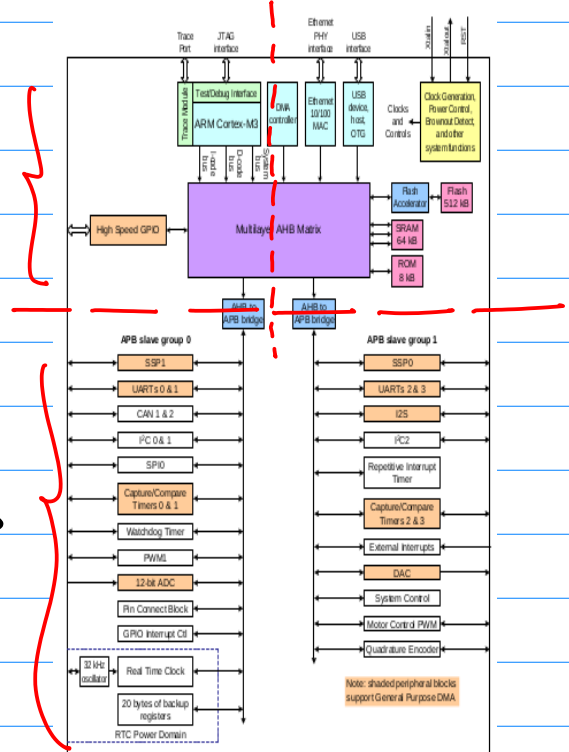 Trace
Port
JTAG
interface
Ethernet
PHY
interface
USB
interface
Xtalin
Xtalout
REST
Trace Module
Test/Debug Interface
ARM Cortex-M3
DMA
controller
Ethernet
10/100
MAC
USB
device,
host,
OTG
Clocks
and
Controls
Clock Generation,
Power Control,
Brownout Detect,
and other
system functions
I-code
bus
D-code
bus
System
bus
High Speed GPIO
Multilayer AHB Matrix
Flash
Accelerator
Flash
512 kB
SRAM
64 kB
ROM
8 kB
AHB to
APB bridge
AHB to
APB bridge
APB slave group 0
SSP1
UARTs 0 & 1
CAN 1 & 2
I²C 0 & 1
SPI0
Capture/Compare
Timers 0 & 1
Watchdog Timer
PWM1
12-bit ADC
Pin Connect Block
GPIO Interrupt Ctl
32 kHz
oscillator
Real Time Clock
20 bytes of backup
registers
RTC Power Domain
APB slave group 1
SSP0
UARTs 2 & 3
I2S
I²C2
Repetitive Interrupt
Timer
Capture/Compare
Timers 2 & 3
External Interrupts
DAC
System Control
Motor Control PWM
Quadrature Encoder
Note: shaded peripheral blocks
support General Purpose DMA